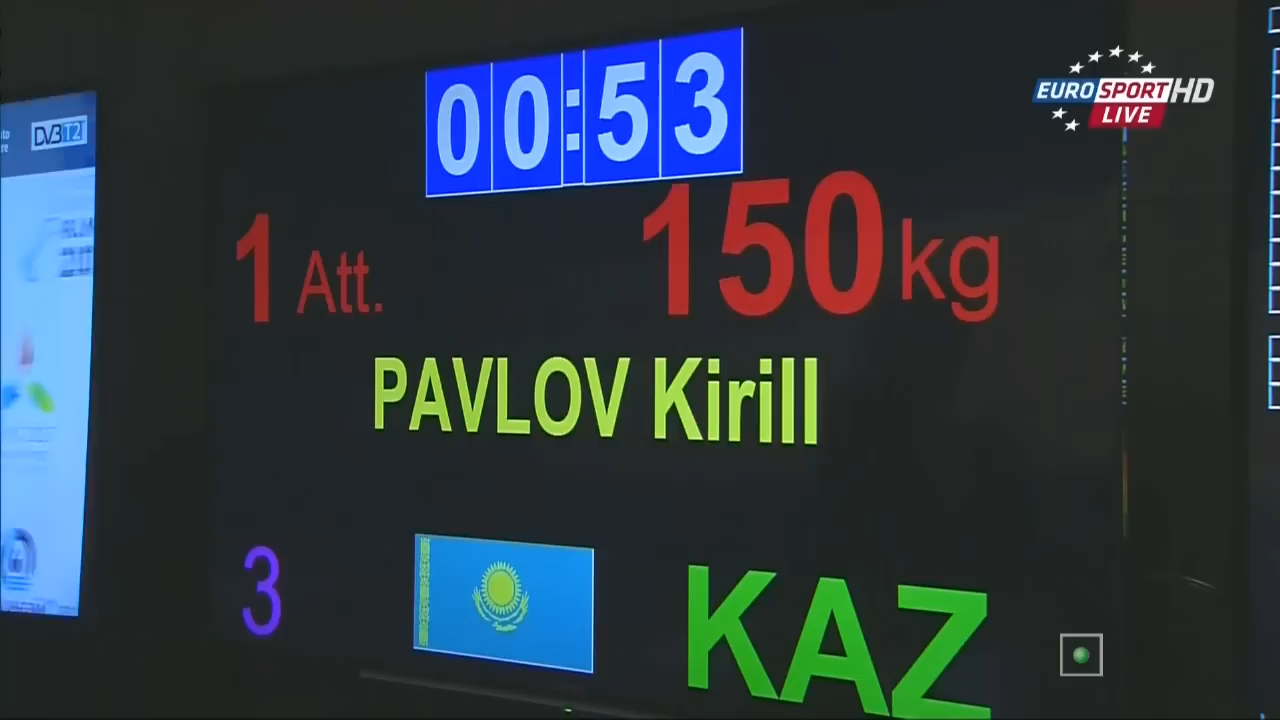 00:53
EUROSPORT HD
LIVE
DVB T2
1 Att. 150 kg
PAVLOV Kirill
3
KAZ